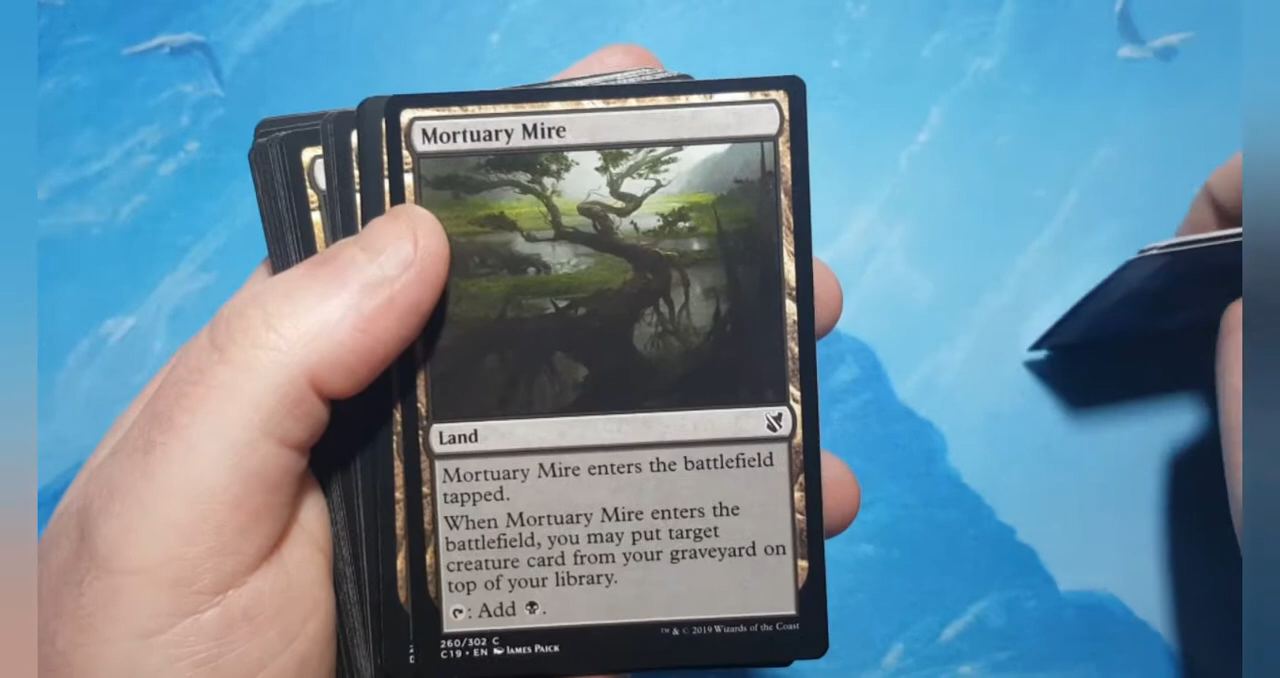 Mortuary Mire
Land
Mortuary Mire enters the battlefield
tapped.
When Mortuary Mire enters the
battlefield, you may put target
creature card from your graveyard on
top of your library.
: Add .
260/302 C
C19 • EN JAMES PAICK
™ & © 2019 Wizards of the Coast